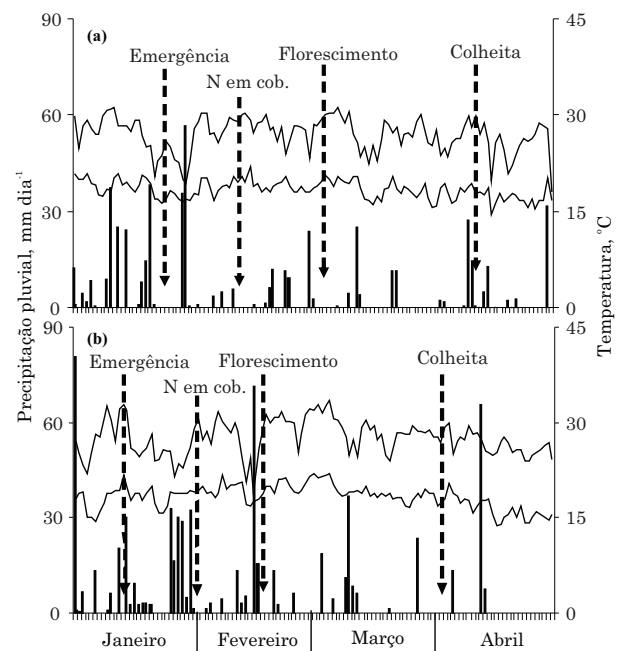 90
45
(a)
Emergência
Florescimento
Colheita
N em cob.
60
30
30
15
0
0
Precipitação pluvial, mm dia⁻¹
Temperatura, °C
90
45
(b)
Emergência
Florescimento
Colheita
N em cob.
60
30
30
15
0
0
Janeiro
Fevereiro
Março
Abril